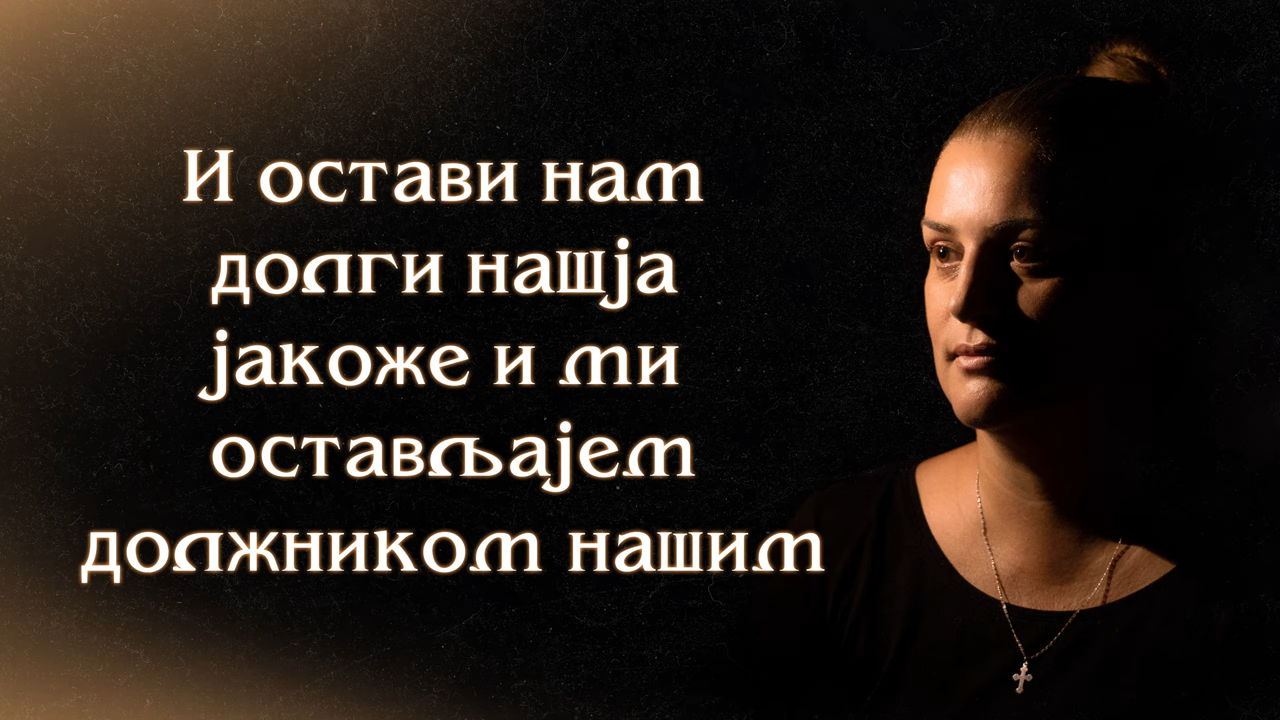 И остави нам
долги нашја
јакоже и ми
остављајем
должником нашим